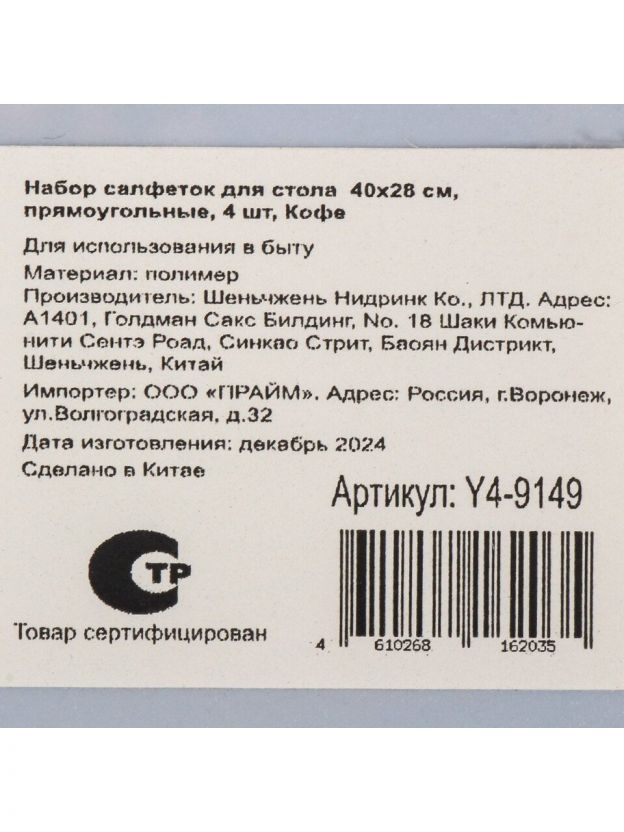 Набор салфеток для стола 40х28 см,
прямоугольные, 4 шт, Кофе
Для использования в быту
Материал: полимер
Производитель: Шеньчжень Нидринк Ко., ЛТД. Адрес:
А1401, Голдман Сакс Билдинг, No. 18 Шаки Комью-
нити Сентэ Роад, Синкао Стрит, Баоян Дистрикт,
Шеньчжень, Китай
Импортер: ООО «ПРАЙМ». Адрес: Россия, г.Воронеж,
ул.Волгоградская, д.32
Дата изготовления: декабрь 2024
Сделано в Китае
Артикул: Y4-9149
СТР
Товар сертифицирован
4 610268 162035